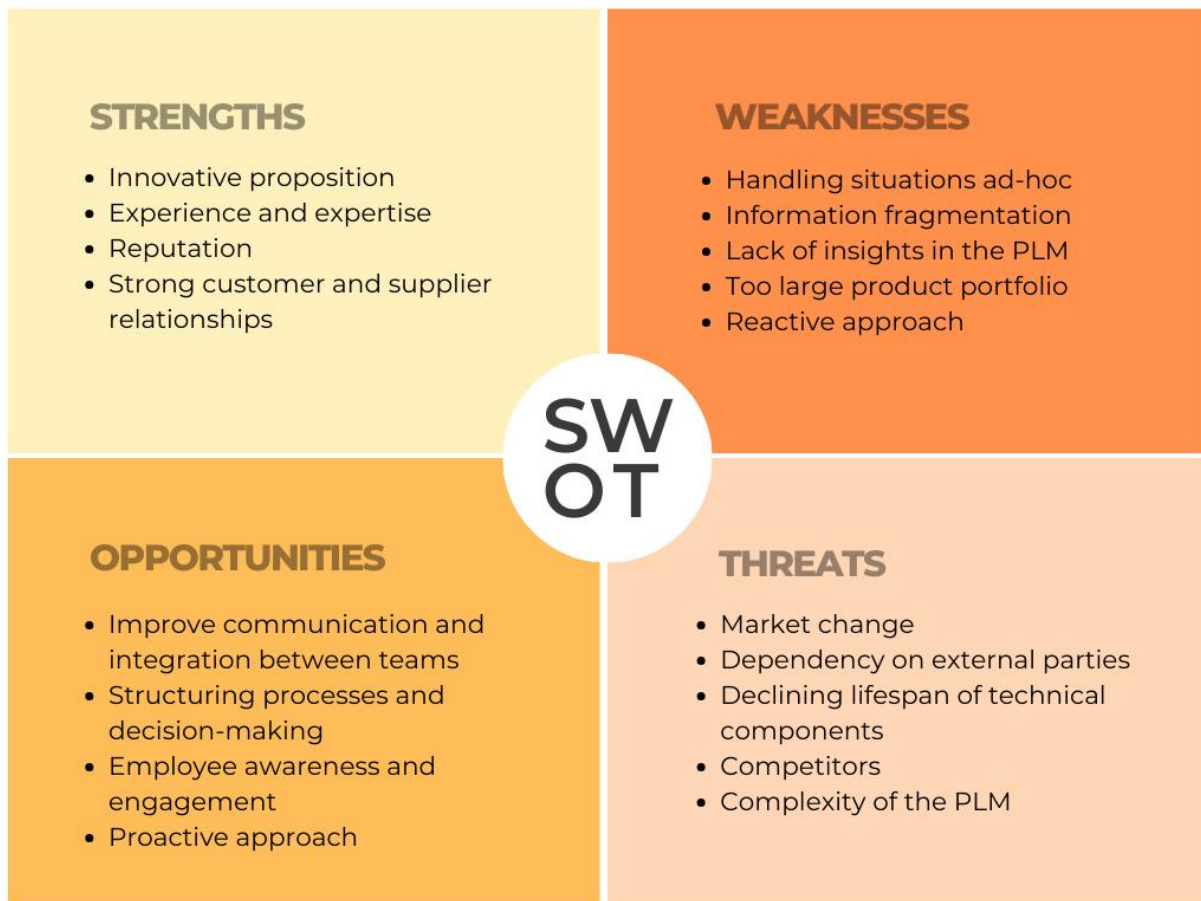 STRENGTHS
• Innovative proposition
• Experience and expertise
• Reputation
• Strong customer and supplier
relationships
WEAKNESSES
• Handling situations ad-hoc
• Information fragmentation
• Lack of insights in the PLM
• Too large product portfolio
• Reactive approach
SW
OT
OPPORTUNITIES
• Improve communication and
integration between teams
• Structuring processes and
decision-making
• Employee awareness and
engagement
• Proactive approach
THREATS
• Market change
• Dependency on external parties
• Declining lifespan of technical
components
• Competitors
• Complexity of the PLM